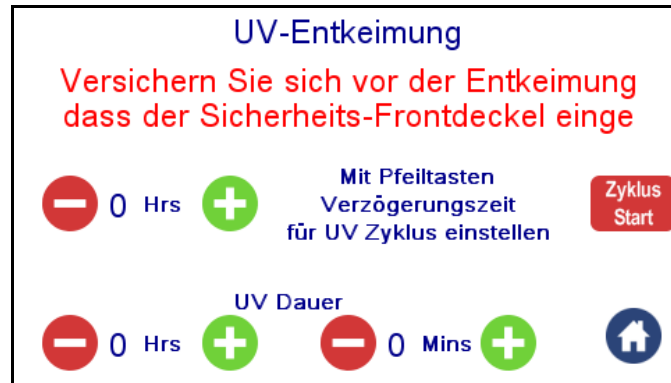 UV-Entkeimung
Versichern Sie sich vor der Entkeimung
dass der Sicherheits-Frontdeckel einge
0 Hrs
Mit Pfeiltasten
Verzögerungszeit
für UV Zyklus einstellen
Zyklus
Start
UV Dauer
0 Hrs
0 Mins